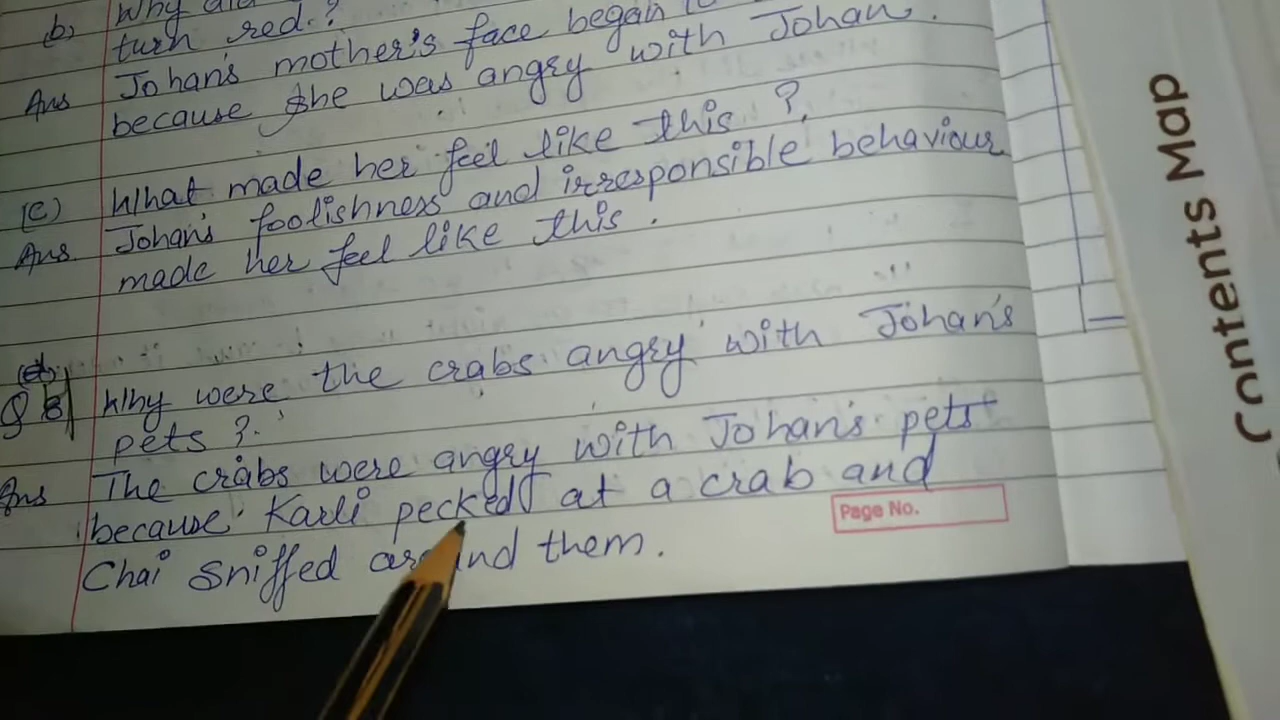 (b) Why did
turn red.?
Ans Johan's mother's face began to
because she was angry with Johan.
(c) What made her feel like this ?
Ans. Johan's foolishness and irresponsible behaviour
made her feel like this.
Q Why were the crabs angry with Johan's
pets ?
Ans The crabs were angry with Johan's pets
because Karli pecked at a crab and
Chai sniffed around them.
Page No.
Contents Map